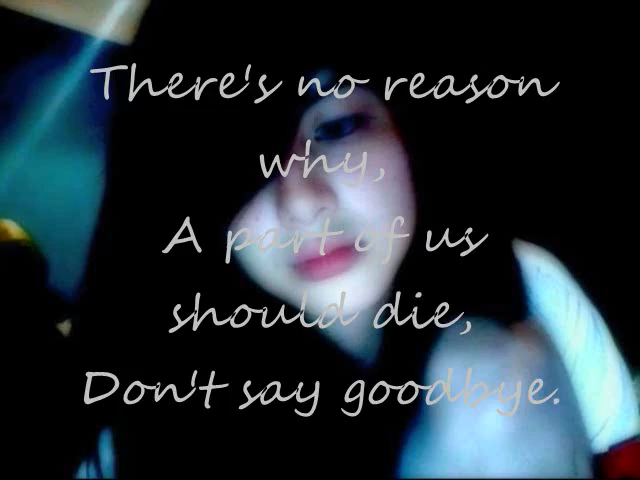 There's no reason
why,
A part of us
should die,
Don't say goodbye.